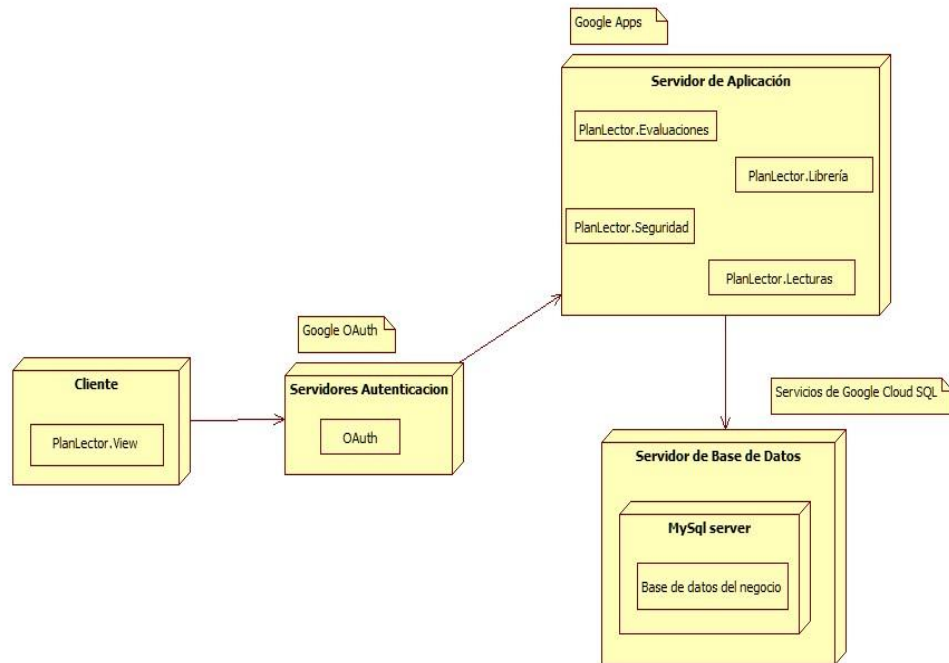 Google Apps
Servidor de Aplicación
PlanLector.Evaluaciones
PlanLector.Librería
PlanLector.Seguridad
PlanLector.Lecturas
Google OAuth
Cliente
PlanLector.View
Servidores Autenticacion
OAuth
Servicios de Google Cloud SQL
Servidor de Base de Datos
MySql server
Base de datos del negocio